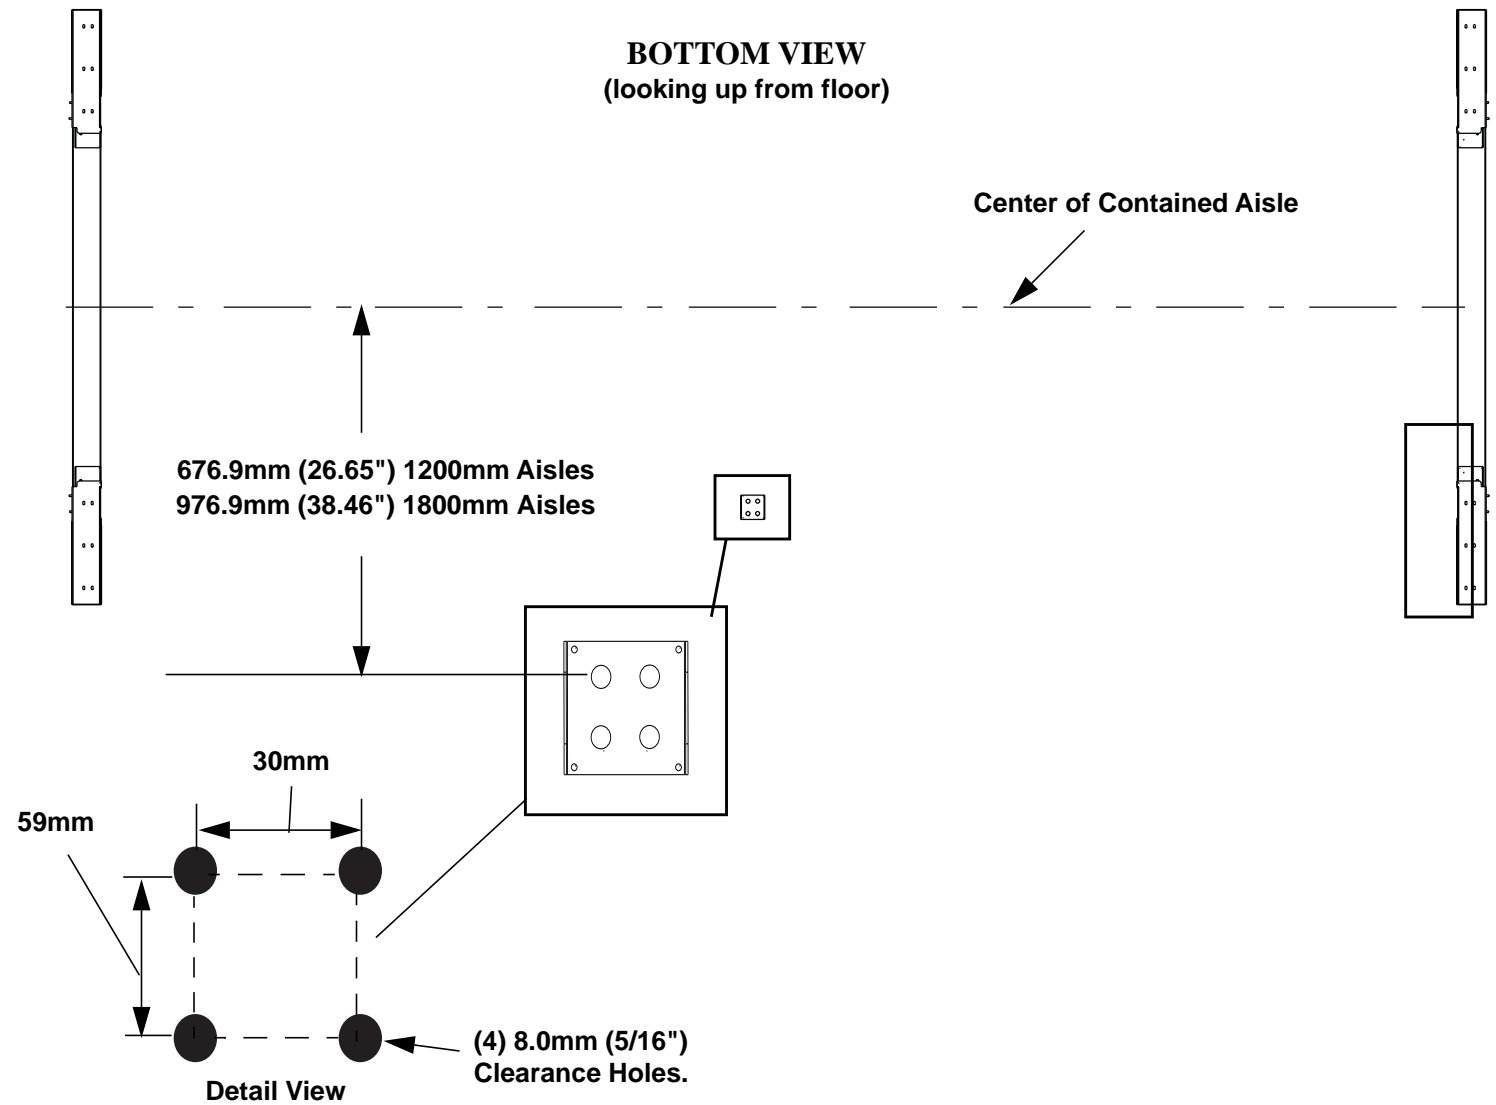 BOTTOM VIEW
(looking up from floor)
Center of Contained Aisle
676.9mm (26.65") 1200mm Aisles
976.9mm (38.46") 1800mm Aisles
30mm
59mm
(4) 8.0mm (5/16")
Clearance Holes.
Detail View